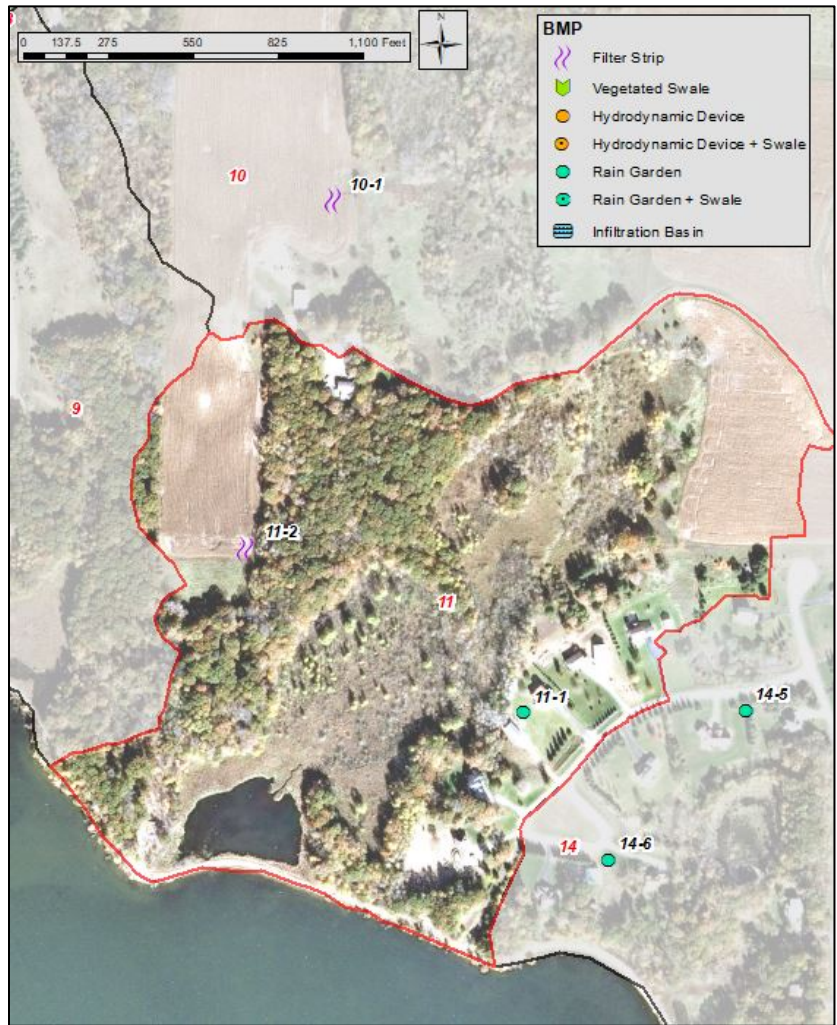 N
0 137.5 275 550 825 1,100 Feet
BMP
Filter Strip
Vegetated Swale
Hydrodynamic Device
Hydrodynamic Device + Swale
Rain Garden
Rain Garden + Swale
Infiltration Basin
10
10-1
9
11-2
11
11-1
14-5
14
14-6